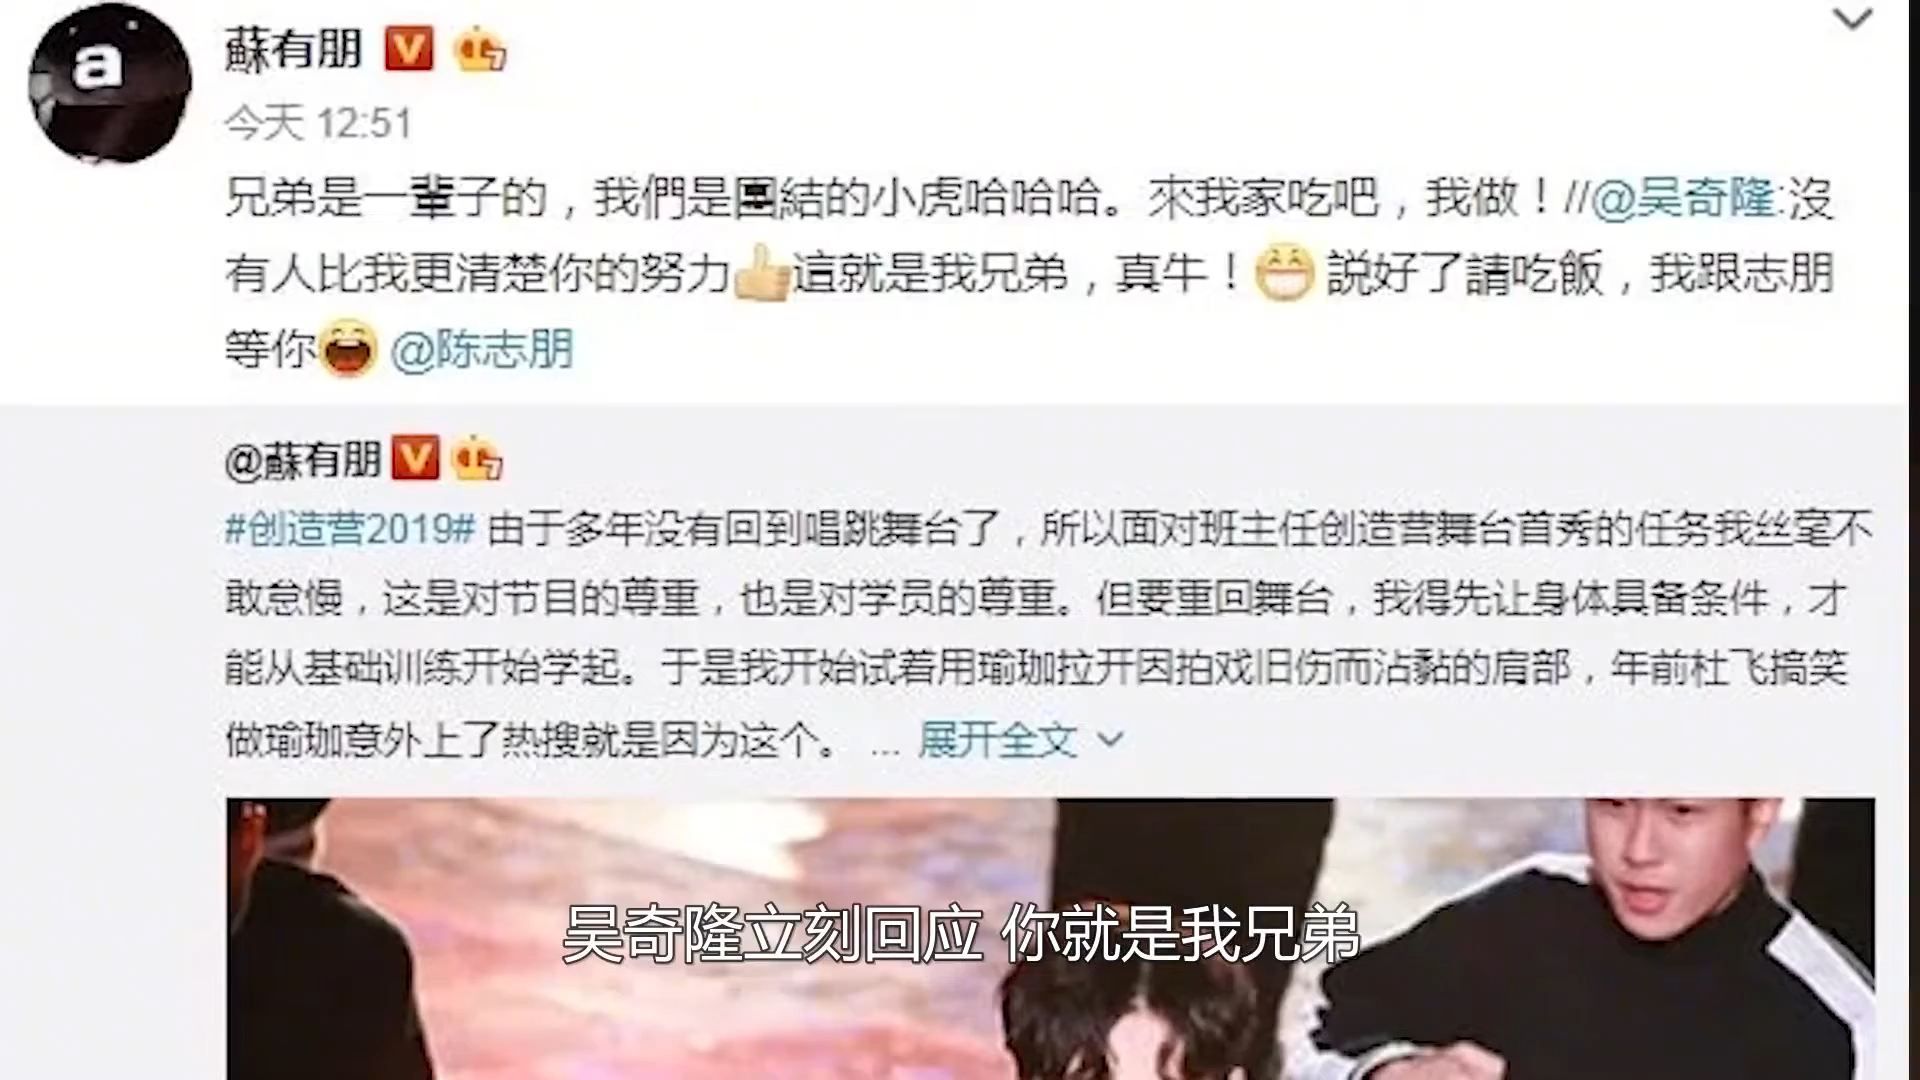 a
蘇有朋
今天 12:51
兄弟是一輩子的，我們是團結的小虎哈哈哈。來我家吃吧，我做！//@吴奇隆:沒
有人比我更清楚你的努力這就是我兄弟，真牛！説好了請吃飯，我跟志朋
等你 @陈志朋
@蘇有朋
#创造营2019# 由于多年没有回到唱跳舞台了，所以面对班主任创造营舞台首秀的任务我丝毫不
敢怠慢，这是对节目的尊重，也是对学员的尊重。但要重回舞台，我得先让身体具备条件，才
能从基础训练开始学起。于是我开始试着用瑜珈拉开因拍戏旧伤而沾黏的肩部，年前杜飞搞笑
做瑜珈意外上了热搜就是因为这个。 ... 展开全文
吴奇隆立刻回应 你就是我兄弟